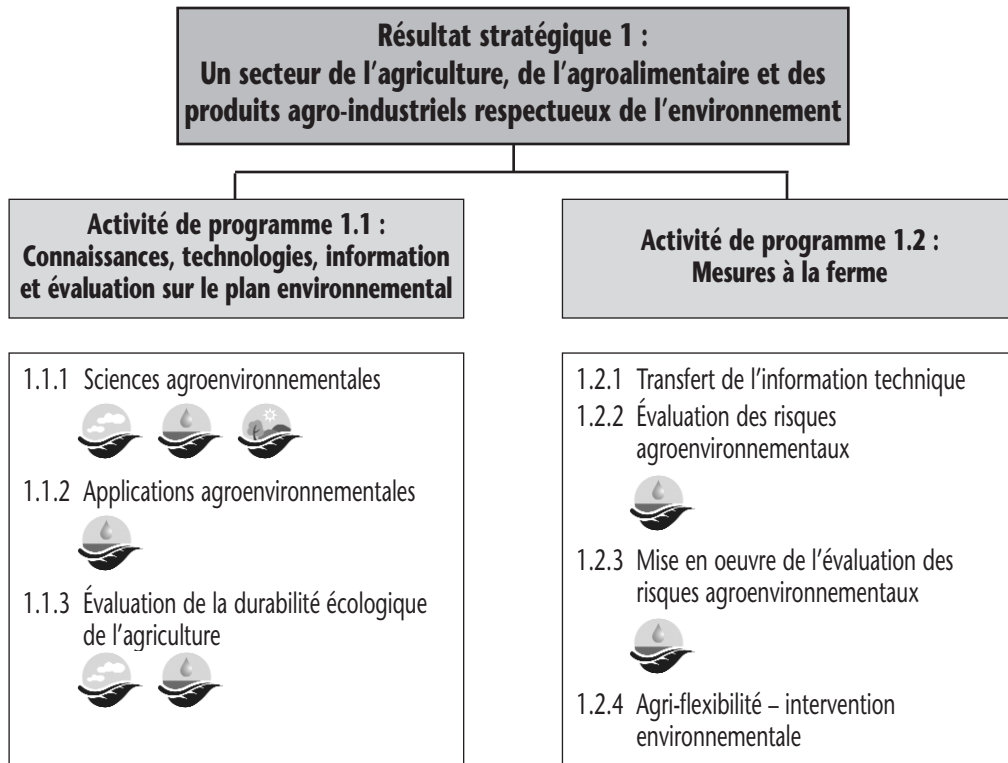 Résultat stratégique 1 :
Un secteur de l’agriculture, de l’agroalimentaire et des
produits agro-industriels respectueux de l’environnement
Activité de programme 1.1 :
Connaissances, technologies, information
et évaluation sur le plan environnemental
1.1.1 Sciences agroenvironnementales
1.1.2 Applications agroenvironnementales
1.1.3 Évaluation de la durabilité écologique
de l’agriculture
Activité de programme 1.2 :
Mesures à la ferme
1.2.1 Transfert de l’information technique
1.2.2 Évaluation des risques
agroenvironnementaux
1.2.3 Mise en oeuvre de l’évaluation des
risques agroenvironnementaux
1.2.4 Agri-flexibilité – intervention
environnementale